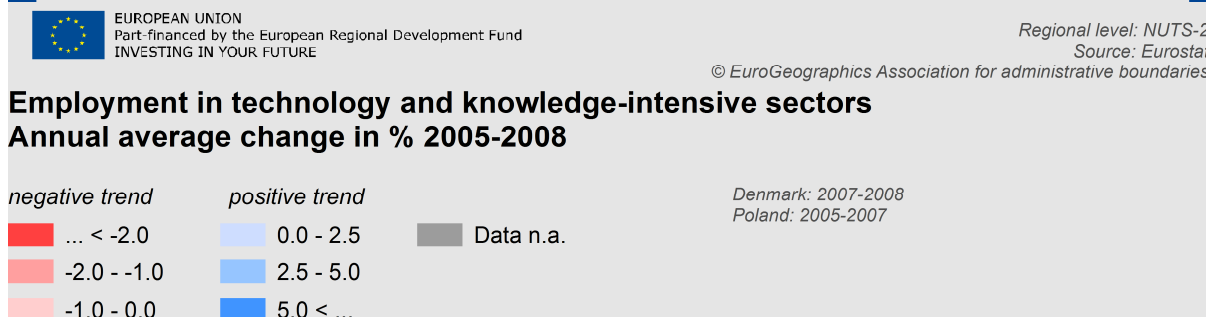 EUROPEAN UNION
Part-financed by the European Regional Development Fund
INVESTING IN YOUR FUTURE
Regional level: NUTS-2
Source: Eurostat
© EuroGeographics Association for administrative boundaries
Employment in technology and knowledge-intensive sectors
Annual average change in % 2005-2008
negative trend
positive trend
Denmark: 2007-2008
Poland: 2005-2007
... < -2.0
0.0 - 2.5
Data n.a.
-2.0 - -1.0
2.5 - 5.0
-1.0 - 0.0
5.0 < ...